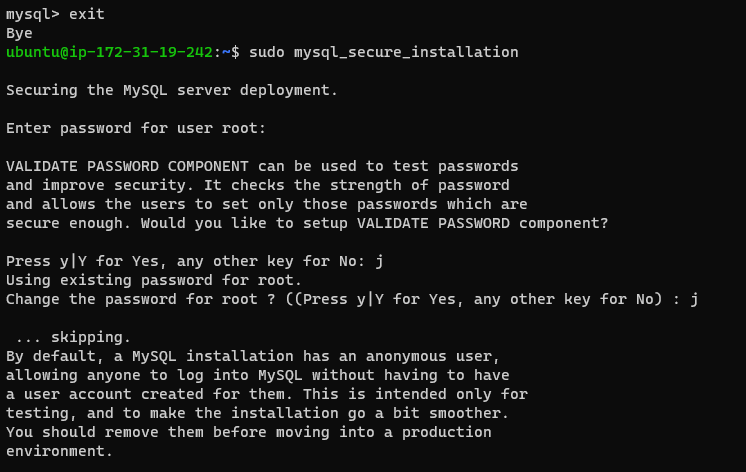 mysql> exit
Bye
ubuntu@ip-172-31-19-242:~$ sudo mysql_secure_installation
Securing the MySQL server deployment.
Enter password for user root:
VALIDATE PASSWORD COMPONENT can be used to test passwords
and improve security. It checks the strength of password
and allows the users to set only those passwords which are
secure enough. Would you like to setup VALIDATE PASSWORD component?
Press y|Y for Yes, any other key for No: j
Using existing password for root.
Change the password for root ? ((Press y|Y for Yes, any other key for No) : j
 ... skipping.
By default, a MySQL installation has an anonymous user,
allowing anyone to log into MySQL without having to have
a user account created for them. This is intended only for
testing, and to make the installation go a bit smoother.
You should remove them before moving into a production
environment.